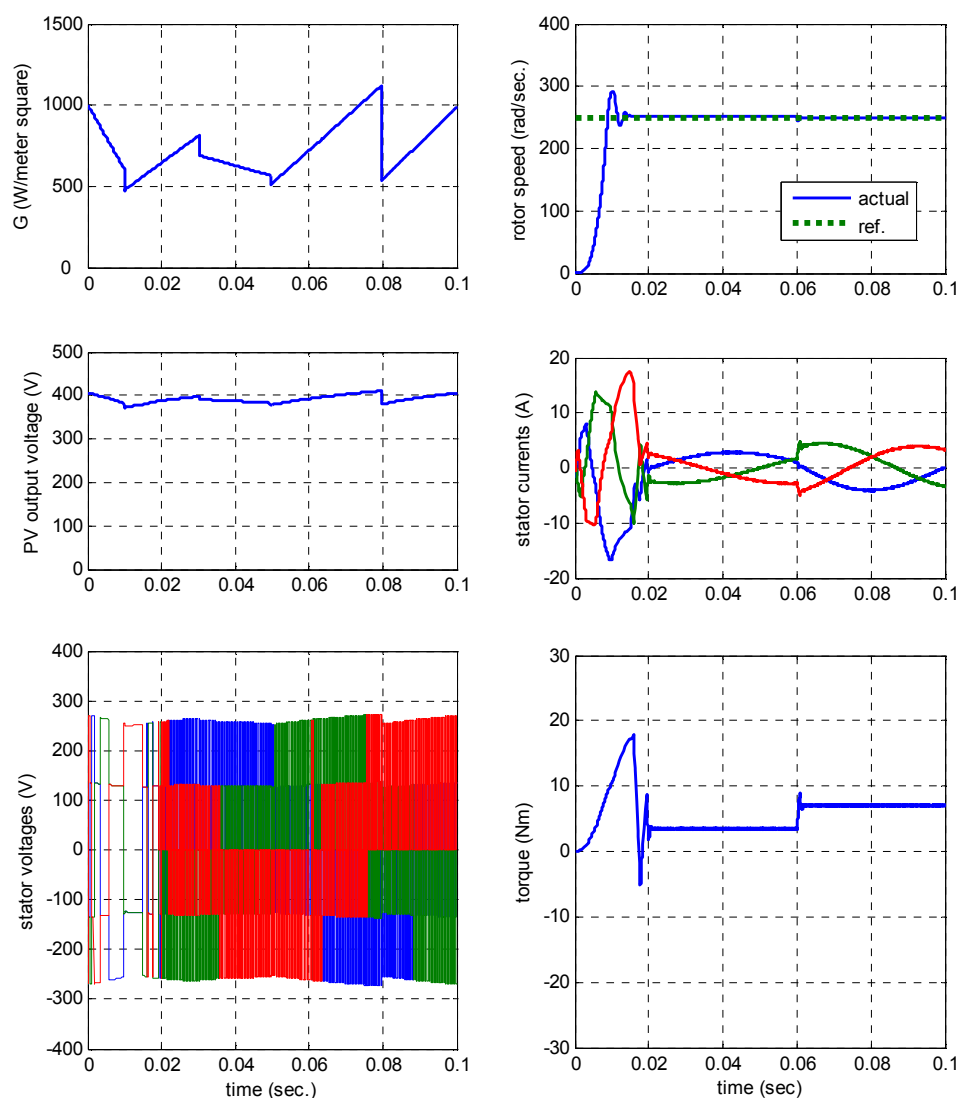 G (W/meter square)
1500
1000
500
0
0 0.02 0.04 0.06 0.08 0.1
rotor speed (rad/sec.)
400
300
200
100
0
actual
ref.
0 0.02 0.04 0.06 0.08 0.1
PV output voltage (V)
500
400
300
200
100
0
0 0.02 0.04 0.06 0.08 0.1
stator currents (A)
20
10
0
-10
-20
0 0.02 0.04 0.06 0.08 0.1
stator voltages (V)
400
300
200
100
0
-100
-200
-300
-400
0 0.02 0.04 0.06 0.08 0.1
time (sec.)
torque (Nm)
30
20
10
0
-10
-20
-30
0 0.02 0.04 0.06 0.08 0.1
time (sec)